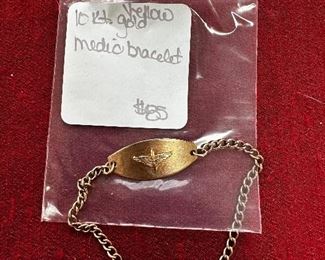 10 Kt. Yellow
gold
medic bracelet
$85